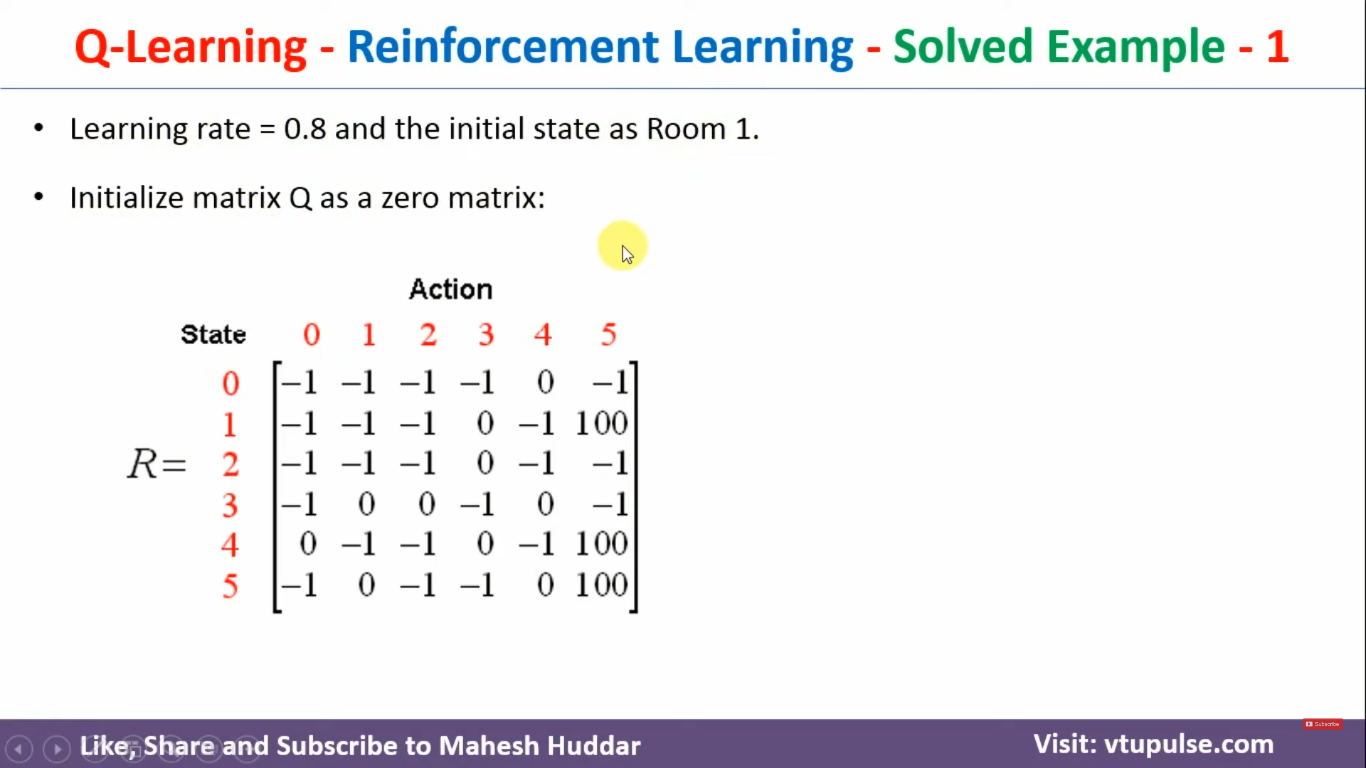 Q-Learning - Reinforcement Learning - Solved Example - 1
• Learning rate = 0.8 and the initial state as Room 1.
• Initialize matrix Q as a zero matrix:
Action
State 0 1 2 3 4 5
0 −1 −1 −1 −1 0 −1
1 −1 −1 −1 0 −1 100
R= 2 −1 −1 −1 0 −1 −1
3 −1 0 0 −1 0 −1
4 0 −1 −1 0 −1 100
5 −1 0 −1 −1 0 100
Subscribe
Like, Share and Subscribe to Mahesh Huddar
Visit: vtupulse.com